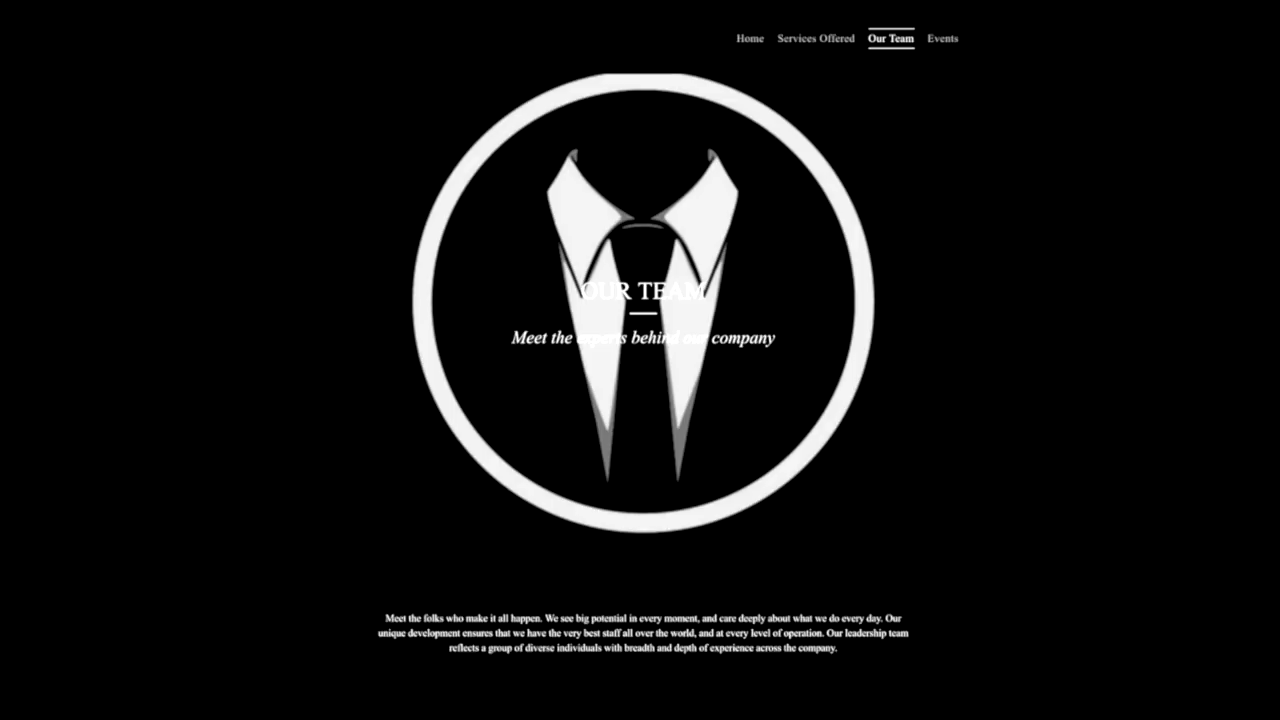 Home Services Offered Our Team Events
OUR TEAM
Meet the experts behind our company
Meet the folks who make it all happen. We see big potential in every moment, and care deeply about what we do every day. Our
unique development ensures that we have the very best staff all over the world, and at every level of operation. Our leadership team
reflects a group of diverse individuals with breadth and depth of experience across the company.